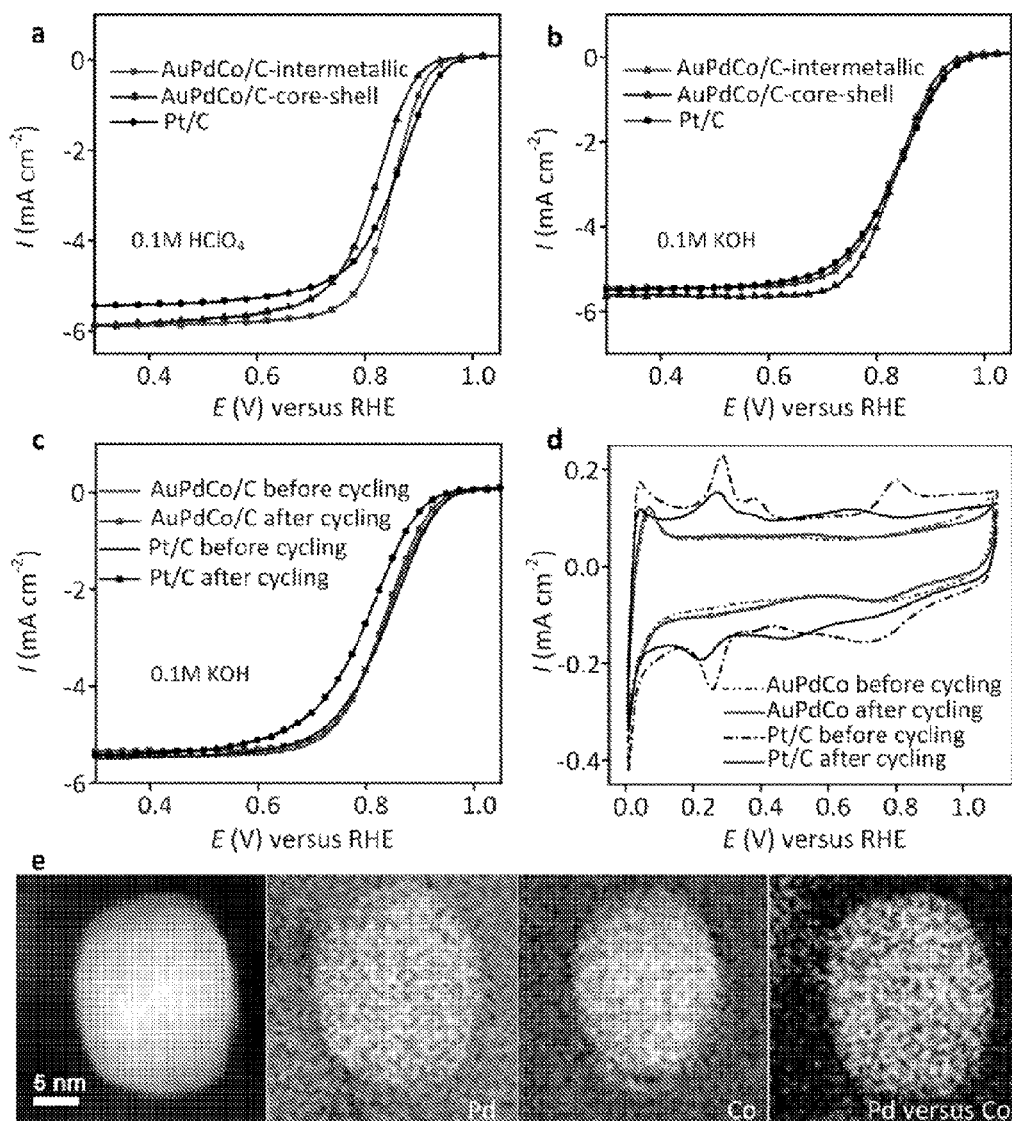 a
0
-2
-4
-6
I (mA cm⁻²)
AuPdCo/C-intermetallic
AuPdCo/C-core-shell
Pt/C
0.1M HClO₄
0.4 0.6 0.8 1.0
E (V) versus RHE
b
0
-2
-4
-6
I (mA cm⁻²)
AuPdCo/C-intermetallic
AuPdCo/C-core-shell
Pt/C
0.1M KOH
0.4 0.6 0.8 1.0
E (V) versus RHE
c
0
-2
-4
-6
I (mA cm⁻²)
AuPdCo/C before cycling
AuPdCo/C after cycling
Pt/C before cycling
Pt/C after cycling
0.1M KOH
0.4 0.6 0.8 1.0
E (V) versus RHE
d
0.2
0.0
-0.2
-0.4
I (mA cm⁻²)
AuPdCo before cycling
AuPdCo after cycling
Pt/C before cycling
Pt/C after cycling
0.0 0.2 0.4 0.6 0.8 1.0
E (V) versus RHE
e
5 nm
Pd
Co
Pd versus Co